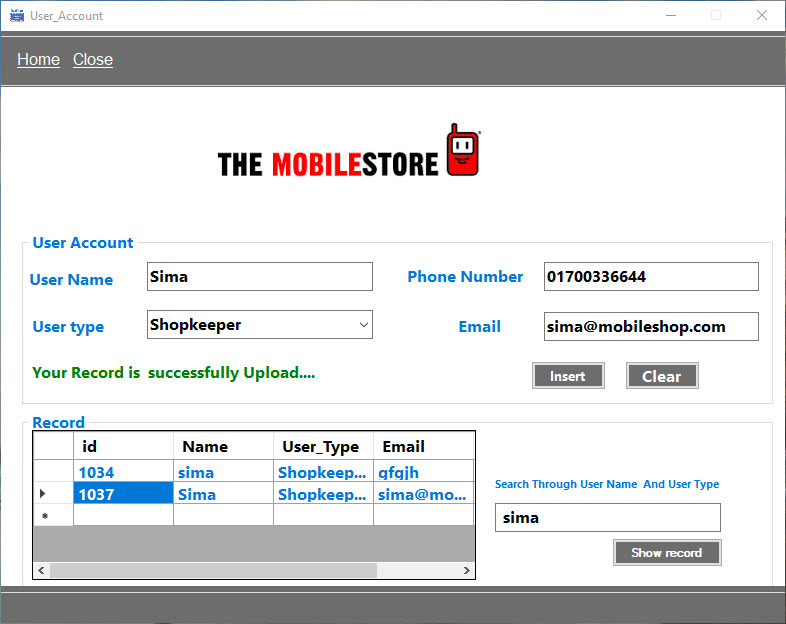 User_Account
Home Close
THE MOBILESTORE
User Account
User Name Sima Phone Number 01700336644
User type Shopkeeper Email sima@mobileshop.com
Your Record is successfully Upload.... Insert Clear
Record
id Name User_Type Email
1034 sima Shopkeep... gfgjh
1037 Sima Shopkeep... sima@mo...
*
Search Through User Name And User Type
sima
Show record